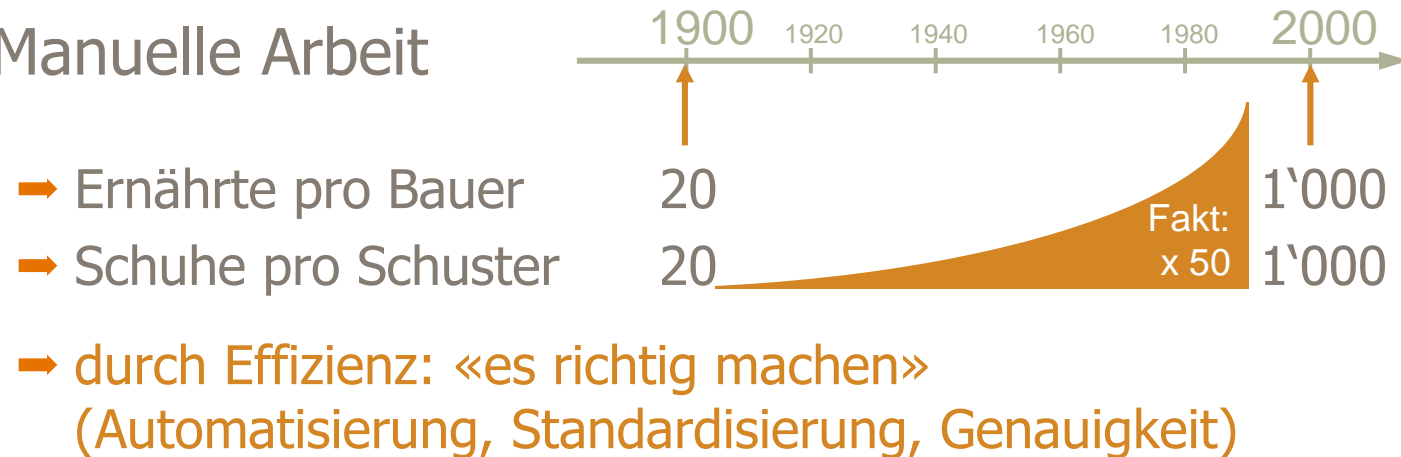 Manuelle Arbeit
1900 1920 1940 1960 1980 2000
➡ Ernährte pro Bauer 20 1‘000
➡ Schuhe pro Schuster 20 1‘000
Fakt:
x 50
➡ durch Effizienz: «es richtig machen»
(Automatisierung, Standardisierung, Genauigkeit)